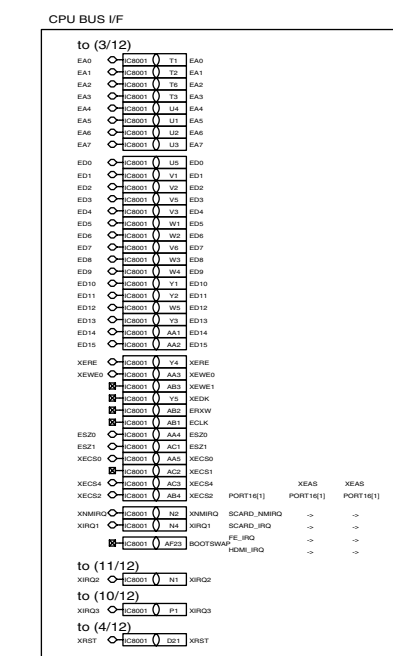 CPU BUS I/F
to (3/12)
EA0 IC8001 T1 EA0
EA1 IC8001 T2 EA1
EA2 IC8001 T6 EA2
EA3 IC8001 T3 EA3
EA4 IC8001 U4 EA4
EA5 IC8001 U1 EA5
EA6 IC8001 U2 EA6
EA7 IC8001 U3 EA7
ED0 IC8001 U5 ED0
ED1 IC8001 V1 ED1
ED2 IC8001 V2 ED2
ED3 IC8001 V5 ED3
ED4 IC8001 V3 ED4
ED5 IC8001 W1 ED5
ED6 IC8001 W2 ED6
ED7 IC8001 V6 ED7
ED8 IC8001 W3 ED8
ED9 IC8001 W4 ED9
ED10 IC8001 Y1 ED10
ED11 IC8001 Y2 ED11
ED12 IC8001 W5 ED12
ED13 IC8001 Y3 ED13
ED14 IC8001 AA1 ED14
ED15 IC8001 AA2 ED15
XERE IC8001 Y4 XERE
XEWE0 IC8001 AA3 XEWE0
IC8001 AB3 XEWE1
IC8001 Y5 XEDK
IC8001 AB2 ERXW
IC8001 AB1 ECLK
ESZ0 IC8001 AA4 ESZ0
ESZ1 IC8001 AC1 ESZ1
XECS0 IC8001 AA5 XECS0
IC8001 AC2 XECS1
XECS4 IC8001 AC3 XECS4 XEAS XEAS
XECS2 IC8001 AB4 XECS2 PORT16[1] PORT16[1] PORT16[1]
XNMIRQ IC8001 N2 XNMIRQ SCARD_NMIRQ -> ->
XIRQ1 IC8001 N4 XIRQ1 SCARD_IRQ -> ->
IC8001 AF23 BOOTSWAP FE_IRQ -> ->
HDMI_IRQ -> ->
to (11/12)
XIRQ2 IC8001 N1 XIRQ2
to (10/12)
XIRQ3 IC8001 P1 XIRQ3
to (4/12)
XRST IC8001 D21 XRST